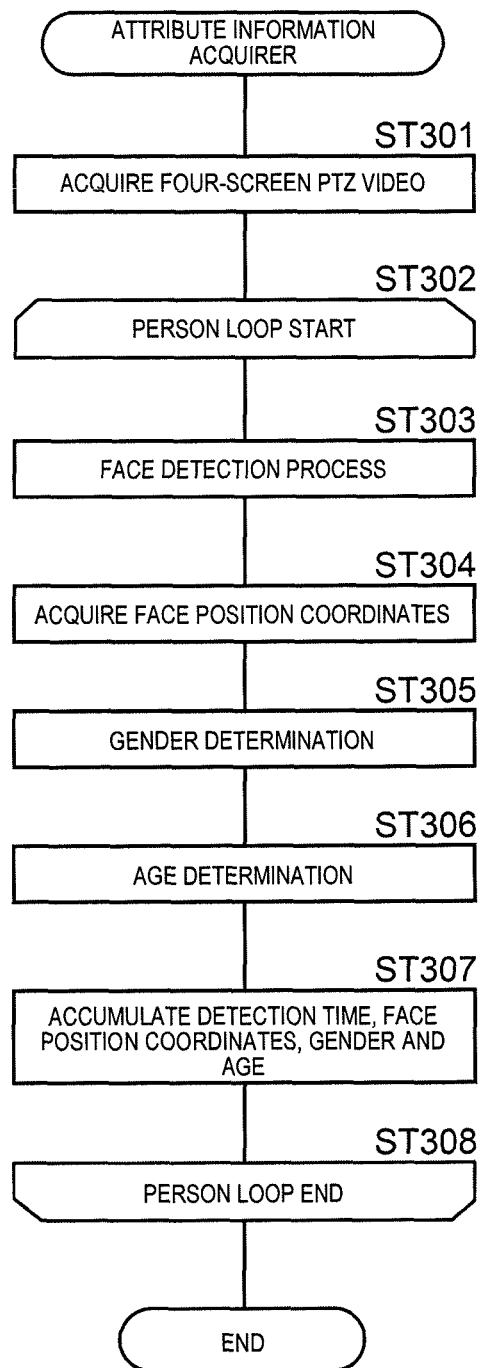 ATTRIBUTE INFORMATION
ACQUIRER
ST301
ACQUIRE FOUR-SCREEN PTZ VIDEO
ST302
PERSON LOOP START
ST303
FACE DETECTION PROCESS
ST304
ACQUIRE FACE POSITION COORDINATES
ST305
GENDER DETERMINATION
ST306
AGE DETERMINATION
ST307
ACCUMULATE DETECTION TIME, FACE
POSITION COORDINATES, GENDER AND
AGE
ST308
PERSON LOOP END
END